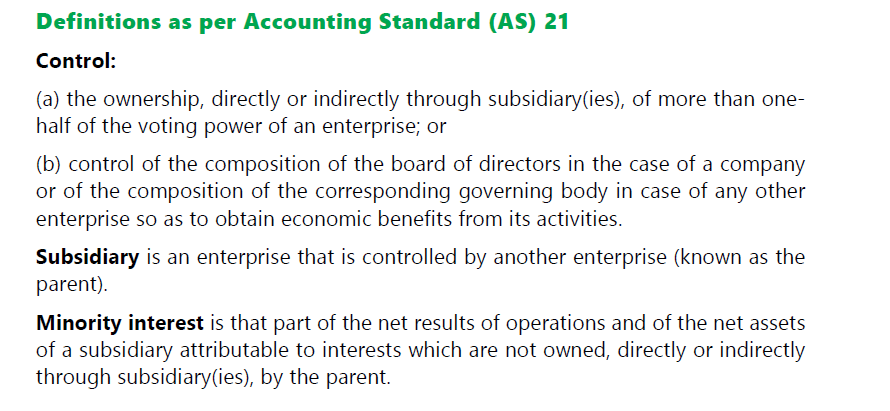 Definitions as per Accounting Standard (AS) 21
Control:
(a) the ownership, directly or indirectly through subsidiary(ies), of more than one-
half of the voting power of an enterprise; or
(b) control of the composition of the board of directors in the case of a company
or of the composition of the corresponding governing body in case of any other
enterprise so as to obtain economic benefits from its activities.
Subsidiary is an enterprise that is controlled by another enterprise (known as the
parent).
Minority interest is that part of the net results of operations and of the net assets
of a subsidiary attributable to interests which are not owned, directly or indirectly
through subsidiary(ies), by the parent.